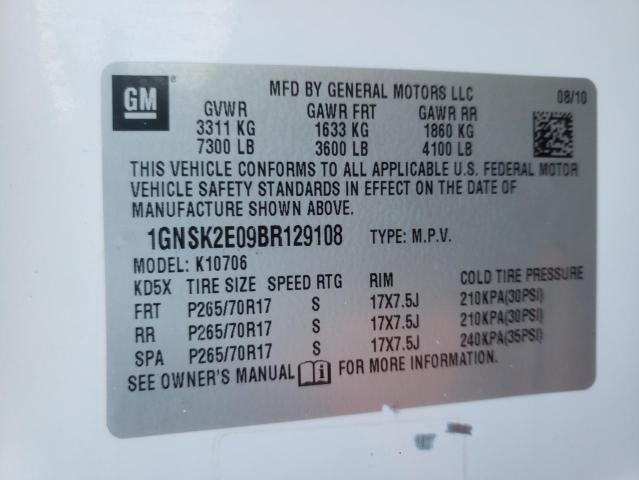 GM
MFD BY GENERAL MOTORS LLC 08/10
GVWR GAWR FRT GAWR RR
3311 KG 1633 KG 1860 KG
7300 LB 3600 LB 4100 LB
THIS VEHICLE CONFORMS TO ALL APPLICABLE U.S. FEDERAL MOTOR
VEHICLE SAFETY STANDARDS IN EFFECT ON THE DATE OF
MANUFACTURE SHOWN ABOVE.
1GNSK2E09BR129108 TYPE: M.P.V.
MODEL: K10706
KD5X TIRE SIZE SPEED RTG RIM COLD TIRE PRESSURE
FRT P265/70R17 S 17X7.5J 210KPA(30PSI)
RR P265/70R17 S 17X7.5J 210KPA(30PSI)
SPA P265/70R17 S 17X7.5J 240KPA(35PSI)
SEE OWNER'S MANUAL FOR MORE INFORMATION.